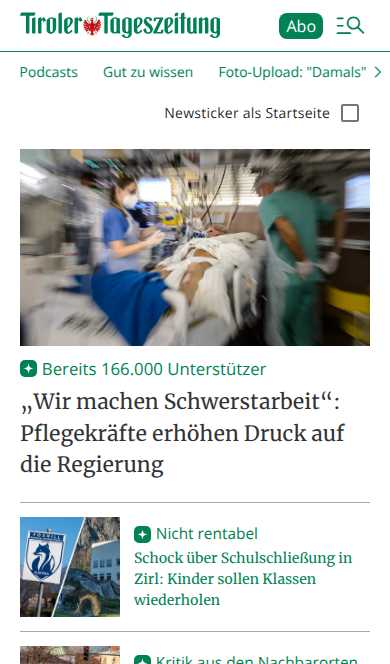 Tiroler Tageszeitung
Abo
Podcasts Gut zu wissen Foto-Upload: "Damals"
Newsticker als Startseite
Bereits 166.000 Unterstützer
„Wir machen Schwerstarbeit“:
Pflegekräfte erhöhen Druck auf
die Regierung
Nicht rentabel
Schock über Schulschließung in
Zirl: Kinder sollen Klassen
wiederholen
Kritik aus den Nachbarorten